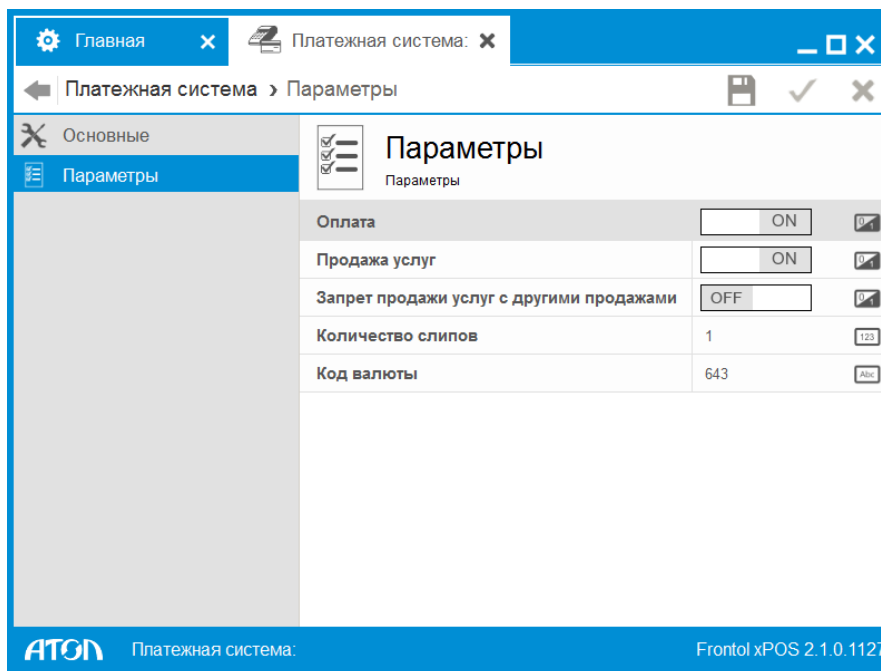 Главная
Платежная система:
Платежная система › Параметры
Основные
Параметры
Параметры
Параметры
Оплата ON
Продажа услуг ON
Запрет продажи услуг с другими продажами OFF
Количество слипов 1 123
Код валюты 643 Abc
АТОЛ Платежная система: Frontol xPOS 2.1.0.1127